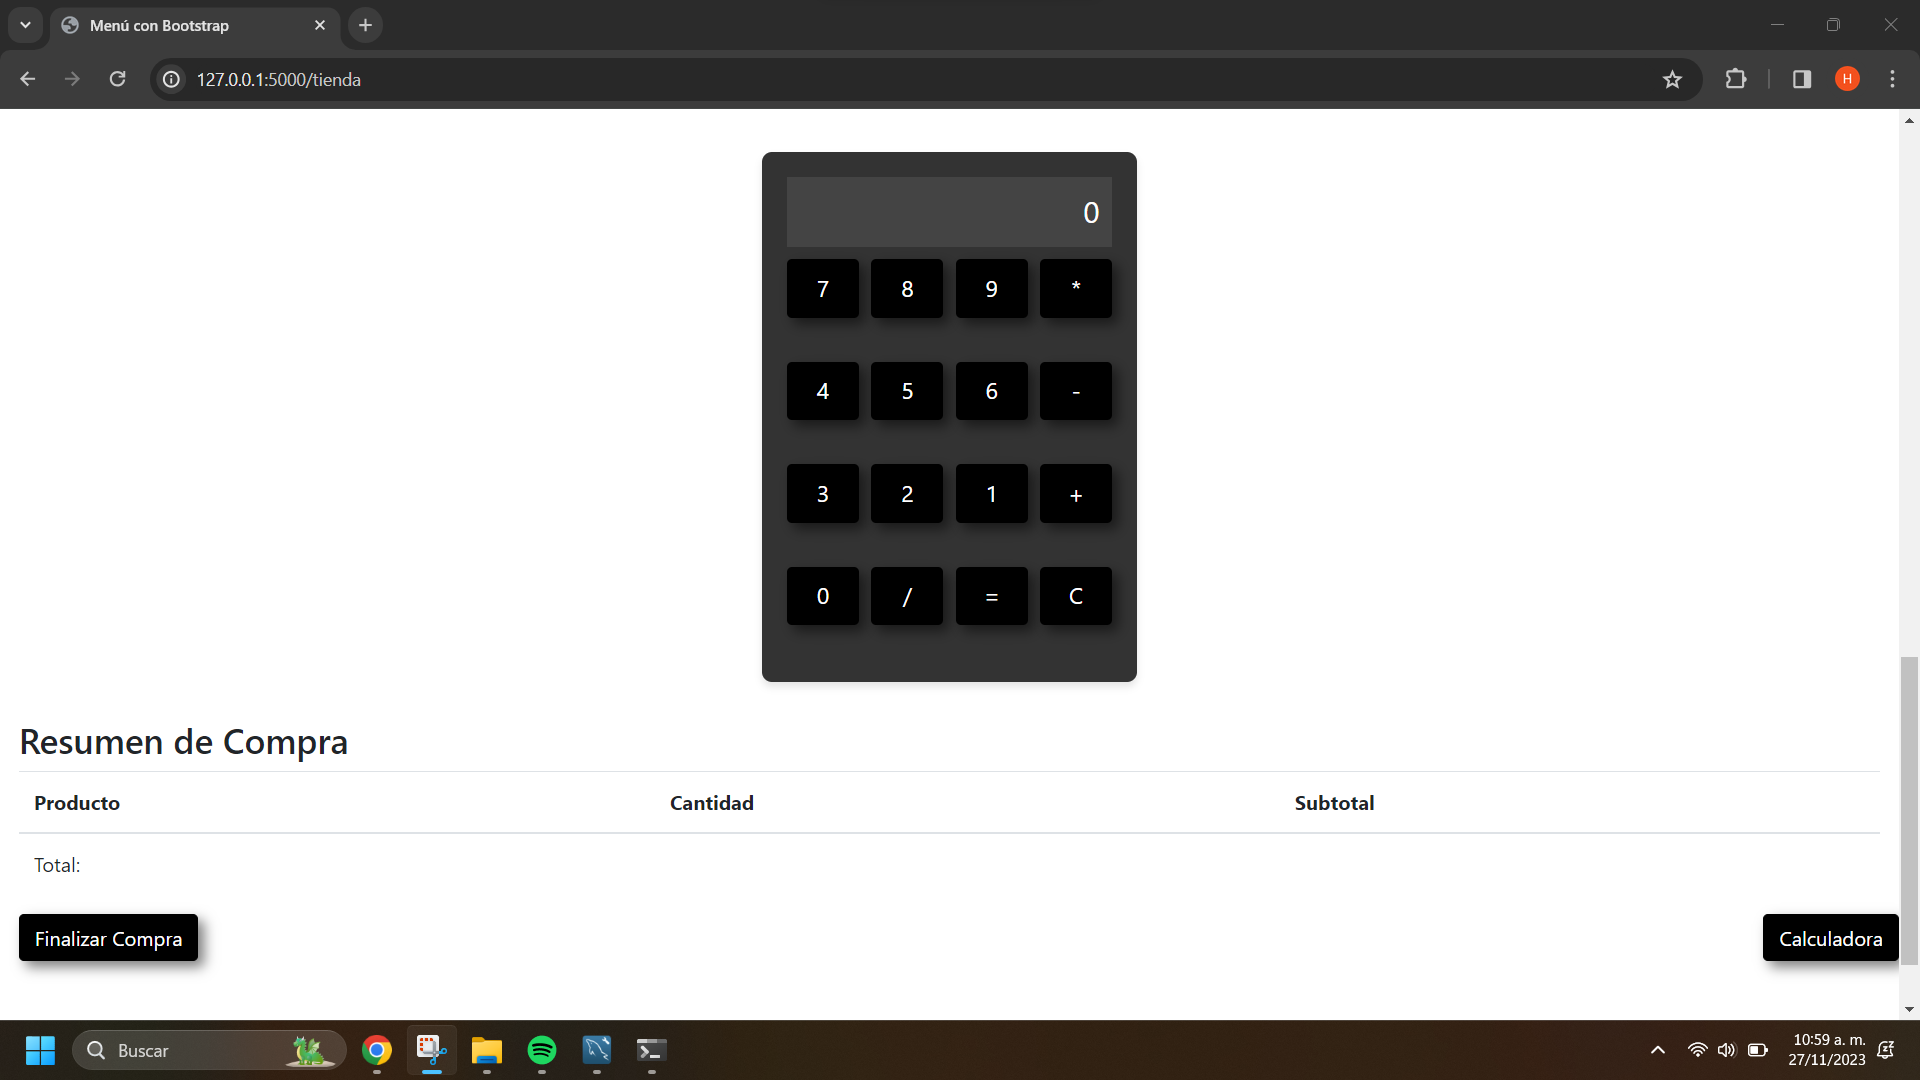 Menú con Bootstrap
127.0.0.1:5000/tienda
H
0
7 8 9 *
4 5 6 -
3 2 1 +
0 / = C
Resumen de Compra
Producto Cantidad Subtotal
Total:
Finalizar Compra Calculadora
Buscar
10:59 a. m.
27/11/2023